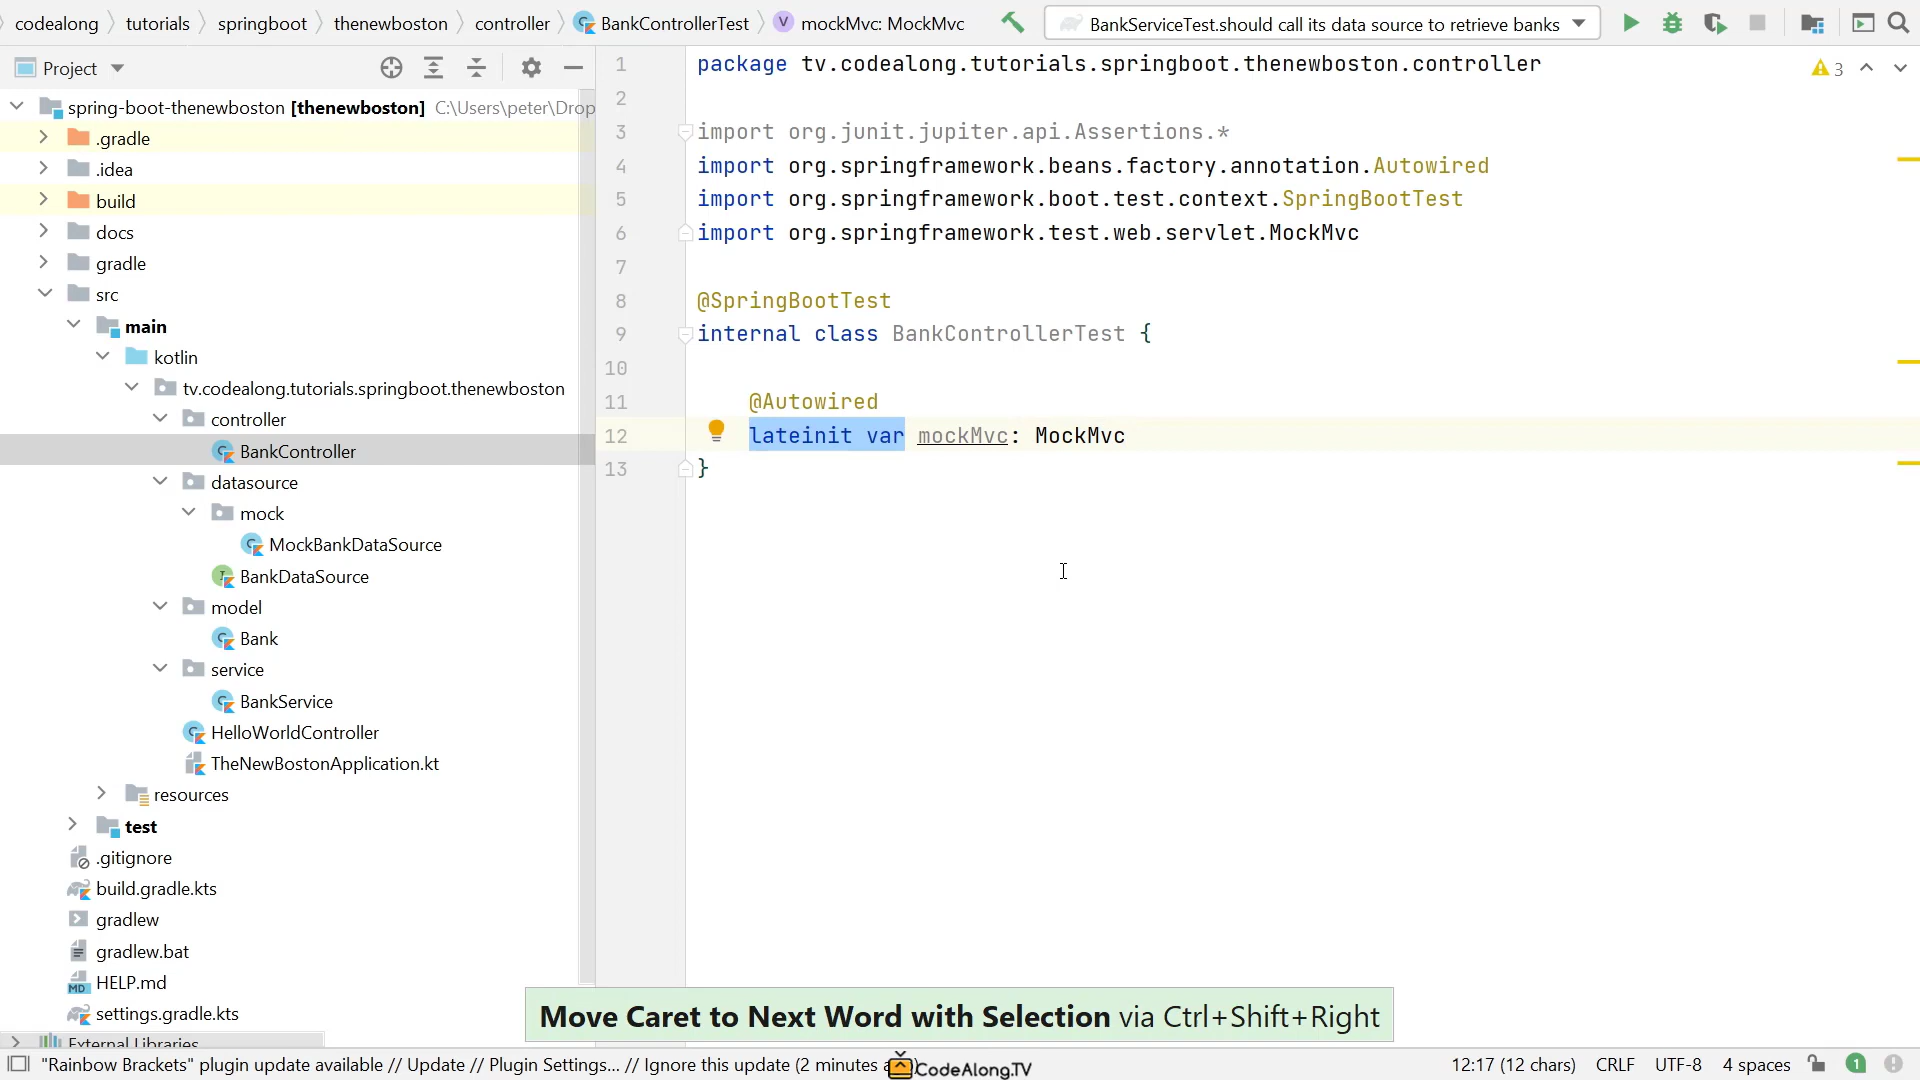 codealong tutorials springboot thenewboston controller BankControllerTest V mockMvc: MockMvc BankServiceTest.should call its data source to retrieve banks
Project
spring-boot-thenewboston [thenewboston] C:\Users\peter\Drop
.gradle
.idea
build
docs
gradle
src
main
kotlin
tv.codealong.tutorials.springboot.thenewboston
controller
BankController
datasource
mock
MockBankDataSource
BankDataSource
model
Bank
service
BankService
HelloWorldController
TheNewBostonApplication.kt
resources
test
.gitignore
build.gradle.kts
gradlew
gradlew.bat
MD HELP.md
settings.gradle.kts
External Libraries
3
1 package tv.codealong.tutorials.springboot.thenewboston.controller
2
3 import org.junit.jupiter.api.Assertions.*
4 import org.springframework.beans.factory.annotation.Autowired
5 import org.springframework.boot.test.context.SpringBootTest
6 import org.springframework.test.web.servlet.MockMvc
7
8 @SpringBootTest
9 internal class BankControllerTest {
10
11 @Autowired
12 lateinit var mockMvc: MockMvc
13 }
Move Caret to Next Word with Selection via Ctrl+Shift+Right
"Rainbow Brackets" plugin update available // Update // Plugin Settings... // Ignore this update (2 minutes CodeAlong.TV 12:17 (12 chars) CRLF UTF-8 4 spaces 1